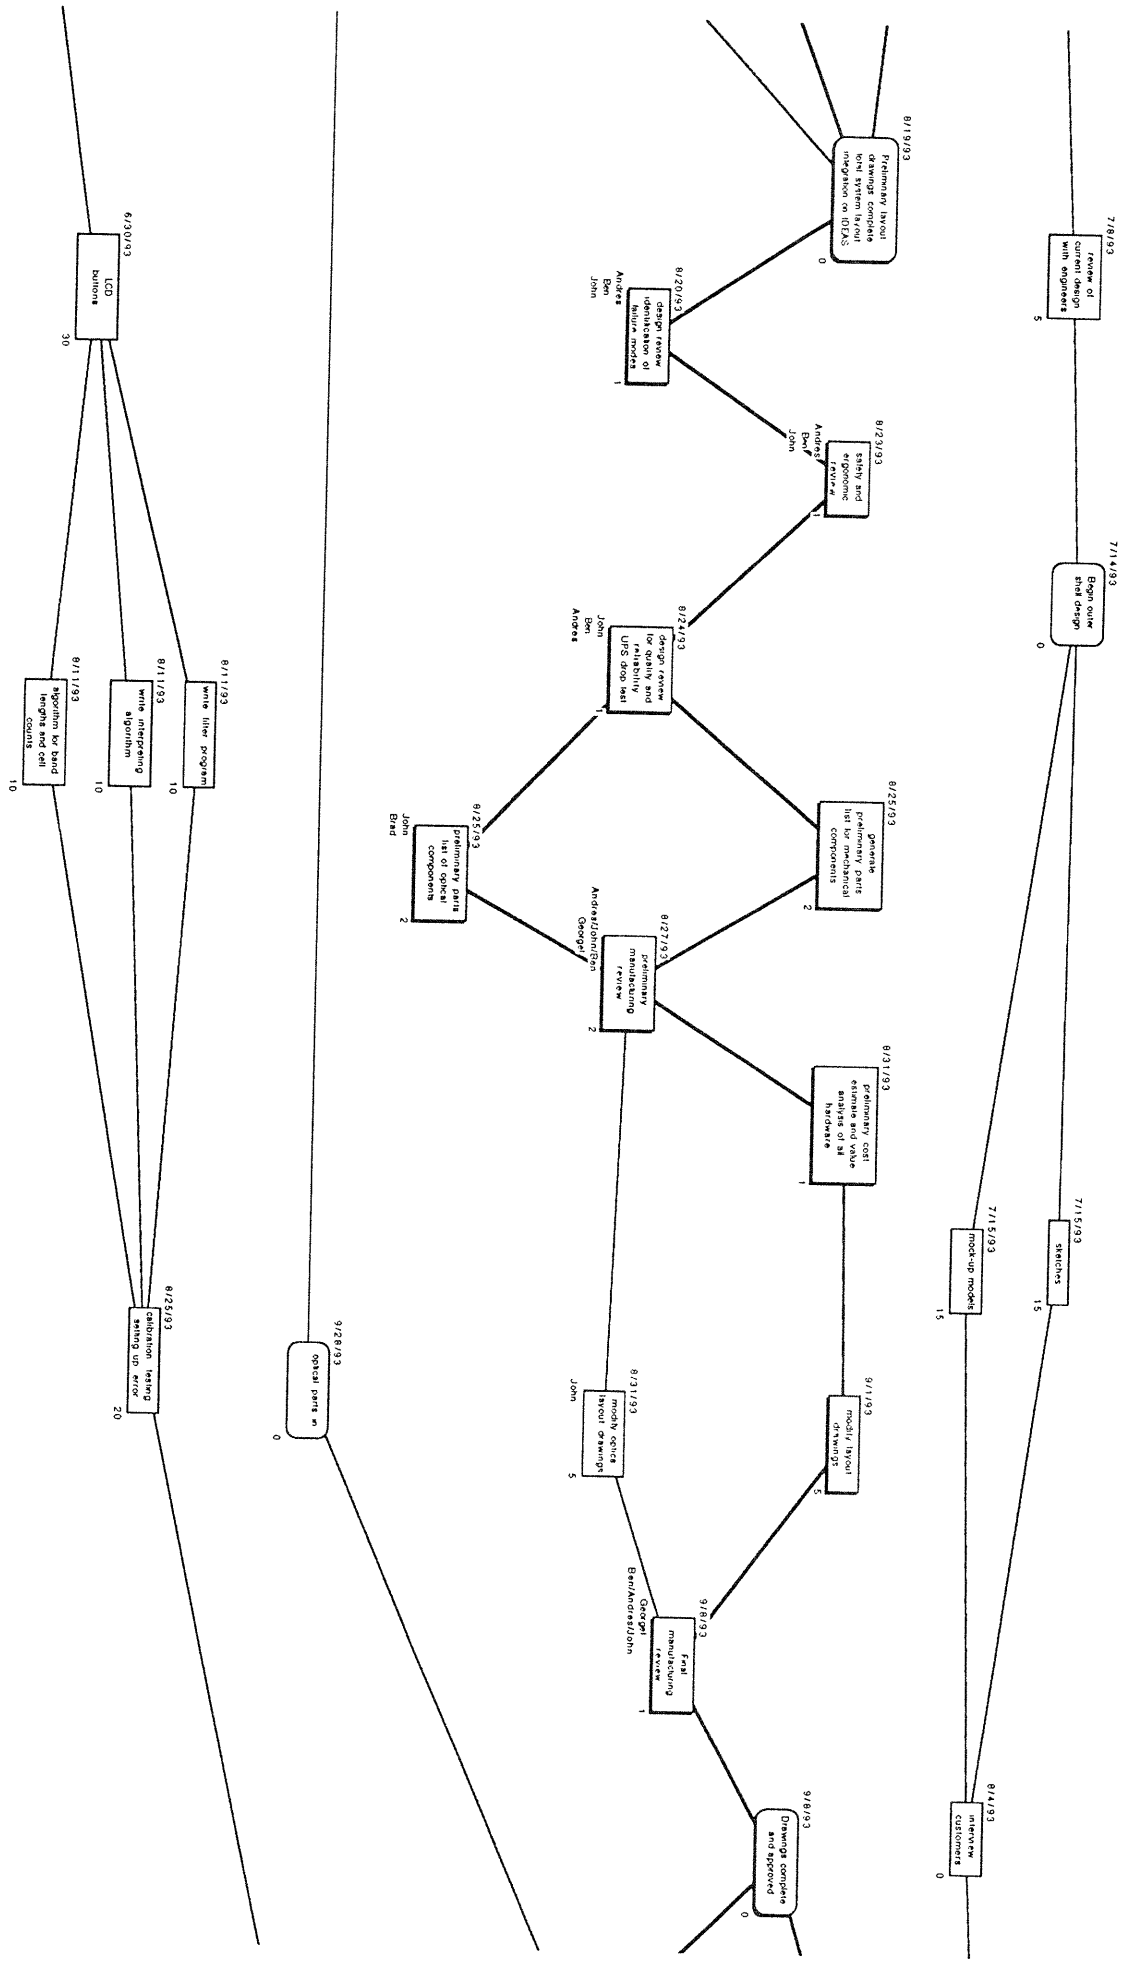 7/8/93
review of
current design
with engineers
5
7/14/93
Begin outer
shell design
0
7/15/93
sketches
15
7/15/93
mock-up models
15
8/4/93
interview
customers
0
8/19/93
Preliminary layout
drawings complete
total system layout
integration on IDEAS
0
8/20/93
design review
identification of
failure modes
1
Andres
Ben
John
8/23/93
safety and
ergonomic
review
1
Andres
Ben
John
8/24/93
design review
for quality and
reliability
UPS drop test
1
John
Ben
Andres
8/25/93
generate
preliminary parts
list for mechanical
components
2
8/25/93
preliminary parts
list of optical
components
2
John
Brad
8/27/93
preliminary
manufacturing
review
2
Andres/John/Ben
George!
8/31/93
preliminary cost
estimate and value
analysis of all
hardware
1
9/1/93
modify layout
drawings
5
8/31/93
modify optics
layout drawings
5
John
9/8/93
Final
manufacturing
review
1
George!
Ben/Andres/John
9/8/93
Drawings complete
and approved
0
9/28/93
optical parts in
0
6/30/93
LCD
buttons
30
8/11/93
write filter program
10
8/11/93
write interpreting
algorithm
10
8/11/93
algorithm for band
lengths and cell
counts
10
8/25/93
calibration testing
setting up error
20